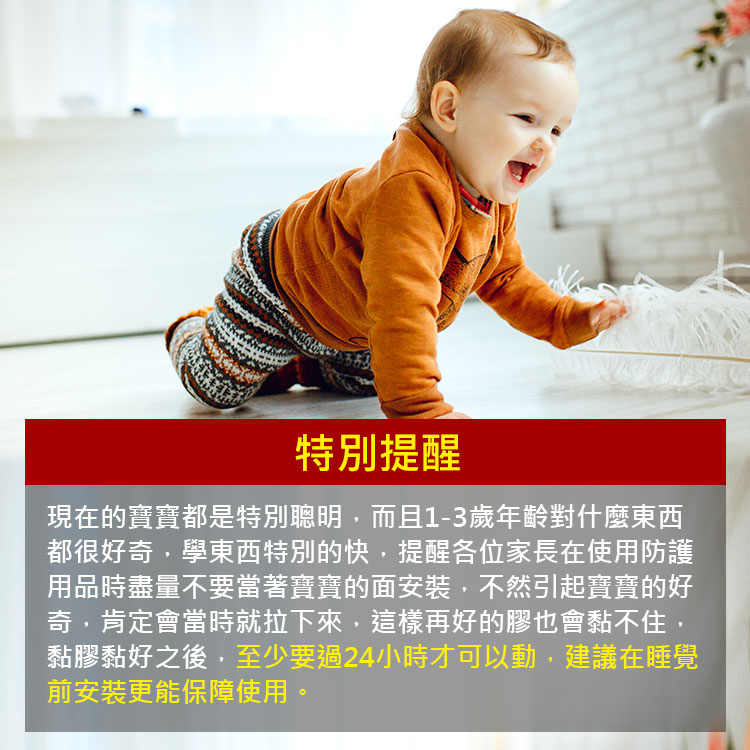 特別提醒
現在的寶寶都是特別聰明，而且1-3歲年齡對什麼東西
都很好奇，學東西特別的快，提醒各位家長在使用防護
用品時盡量不要當著寶寶的面安裝，不然引起寶寶的好
奇，肯定會當時就拉下來，這樣再好的膠也會黏不住，
黏膠黏好之後，至少要過24小時才可以動，建議在睡覺
前安裝更能保障使用。